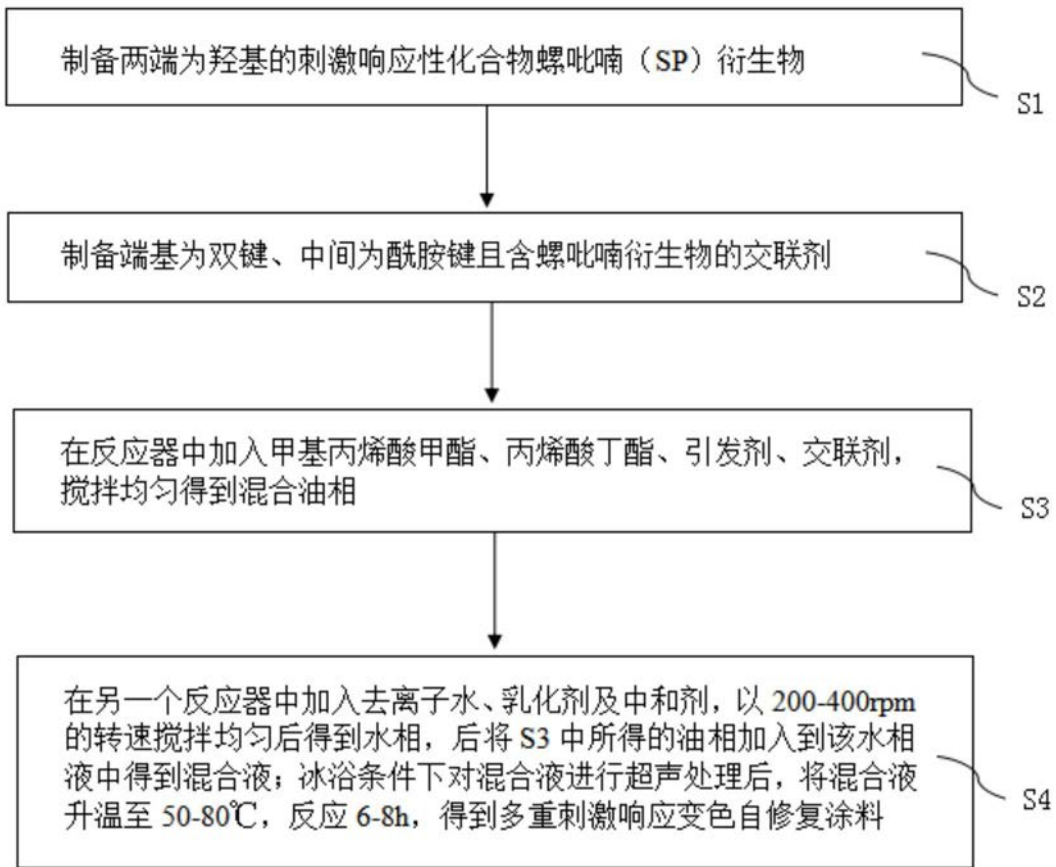 制备两端为羟基的刺激响应性化合物螺吡喃（SP）衍生物
S1
制备端基为双键、中间为酰胺键且含螺吡喃衍生物的交联剂
S2
在反应器中加入甲基丙烯酸甲酯、丙烯酸丁酯、引发剂、交联剂，
搅拌均匀得到混合油相
S3
在另一个反应器中加入去离子水、乳化剂及中和剂，以 200-400rpm
的转速搅拌均匀后得到水相，后将 S3 中所得的油相加入到该水相
液中得到混合液；冰浴条件下对混合液进行超声处理后，将混合液
升温至 50-80℃，反应 6-8h，得到多重刺激响应变色自修复涂料
S4